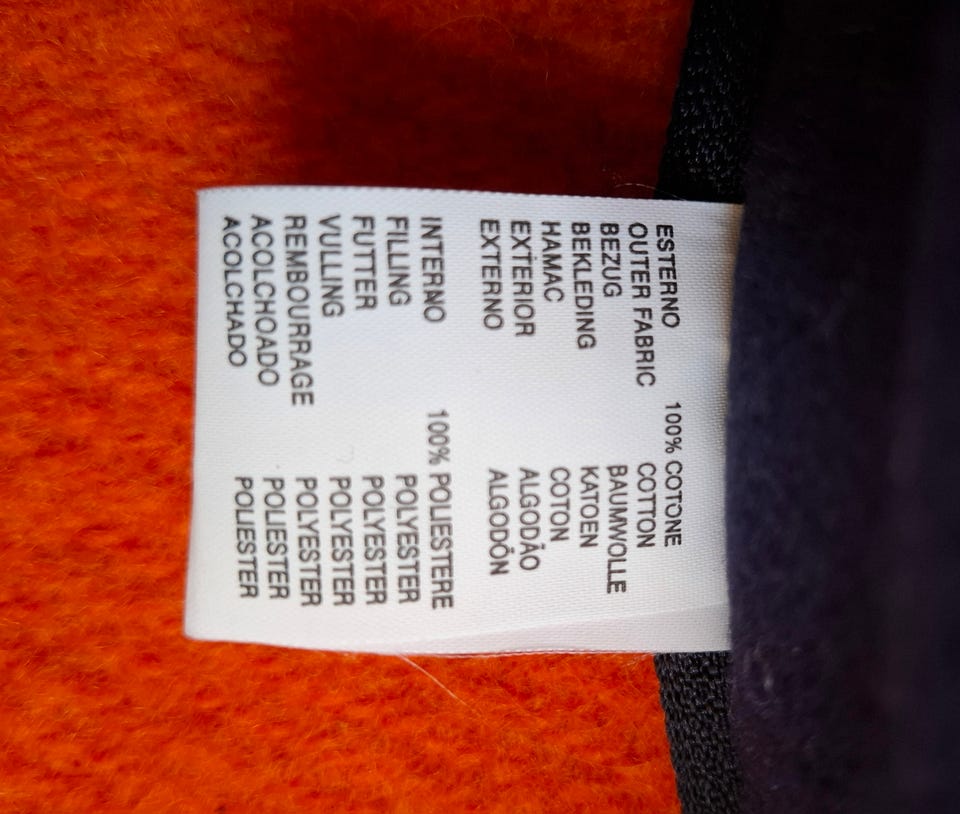 ESTERNO 100% COTONE
OUTER FABRIC COTTON
BEZUG BAUMWOLLE
BEKLEDING KATOEN
HAMAC COTON
EXTERIOR ALGODÃO
EXTERNO ALGODÓN
INTERNO 100% POLIESTERE
FILLING POLYESTER
FUTTER POLYESTER
VULLING POLYESTER
REMBOURRAGE POLYESTER
ACOLCHOADO POLIESTER
ACOLCHADO POLIESTER